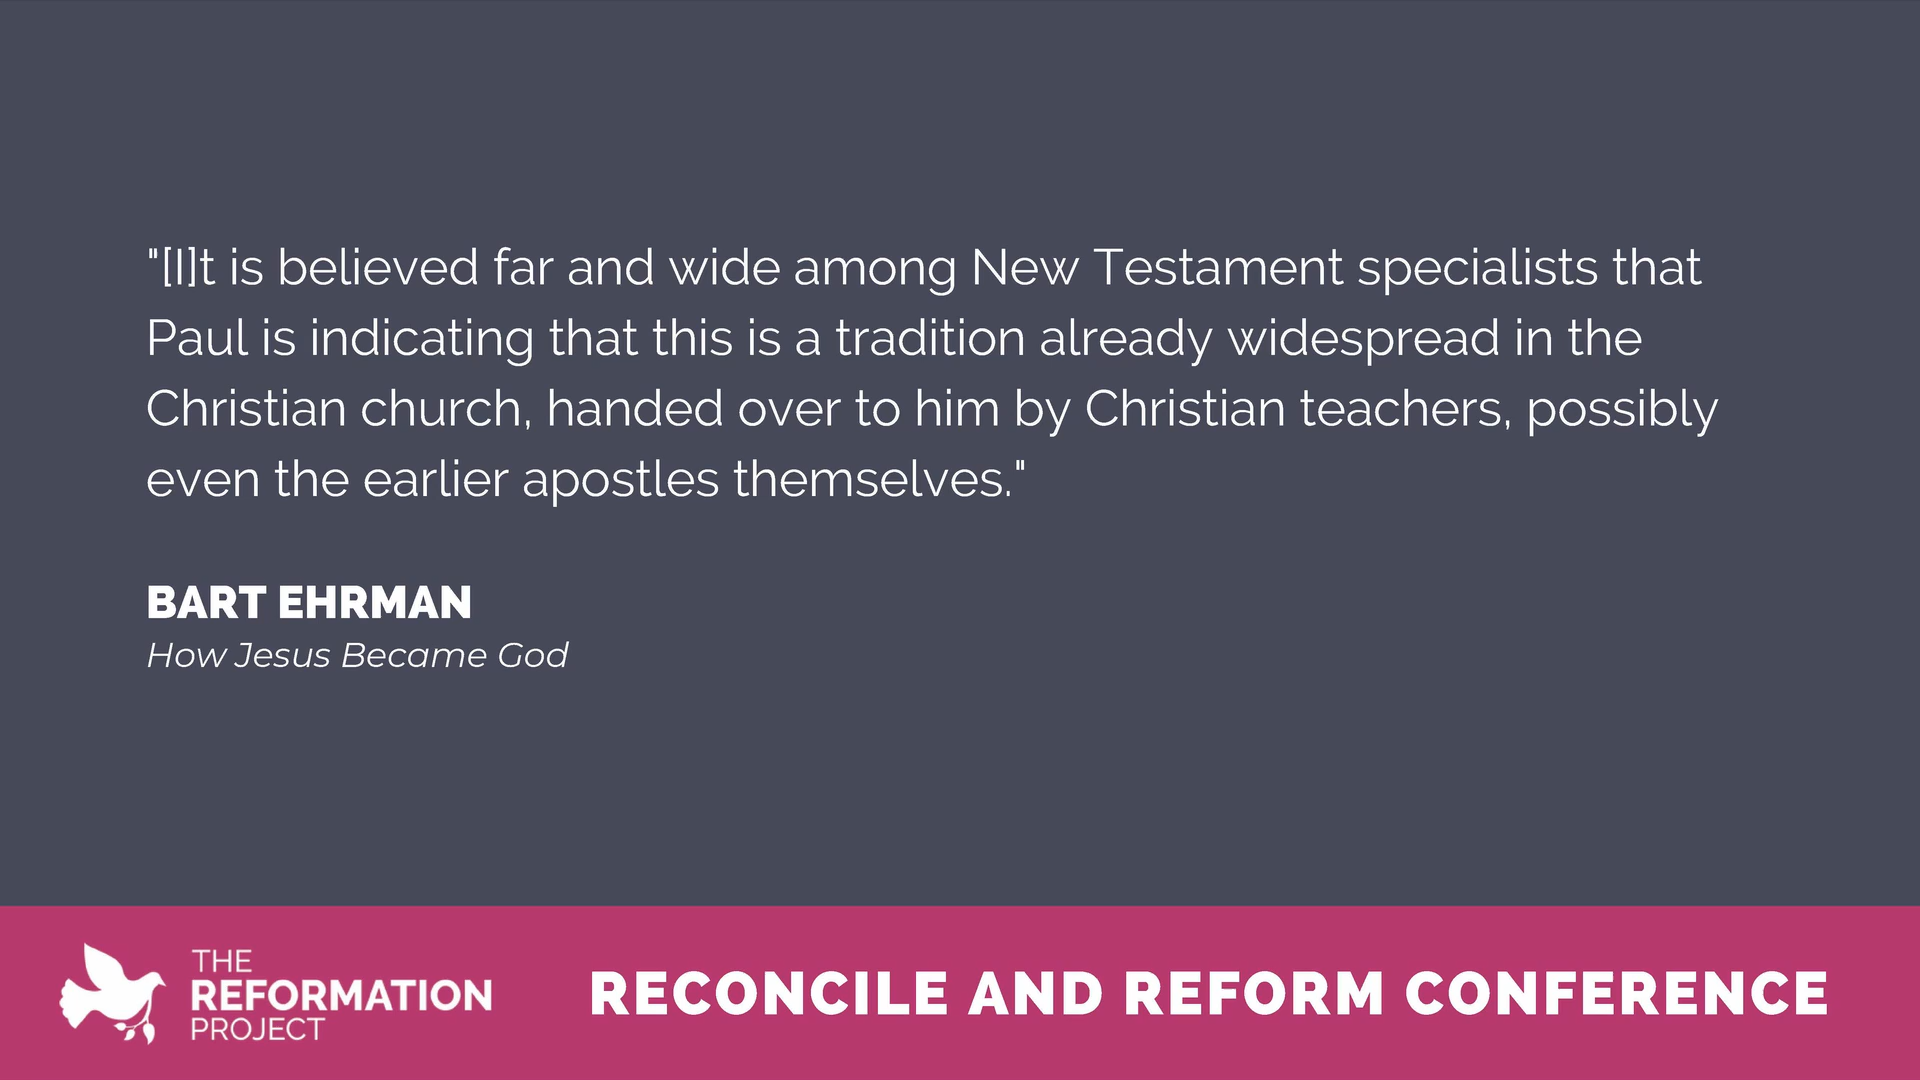 "[I]t is believed far and wide among New Testament specialists that
Paul is indicating that this is a tradition already widespread in the
Christian church, handed over to him by Christian teachers, possibly
even the earlier apostles themselves."
BART EHRMAN
How Jesus Became God
THE
REFORMATION
PROJECT
RECONCILE AND REFORM CONFERENCE